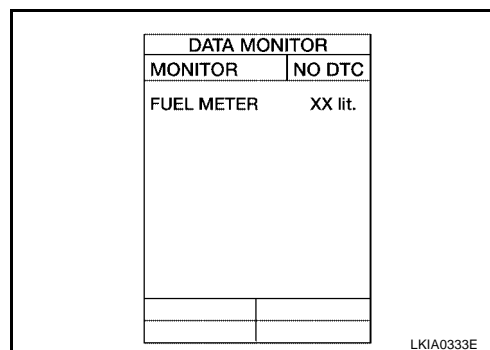 DATA MONITOR
MONITOR NO DTC
FUEL METER XX lit.
LKIA0333E